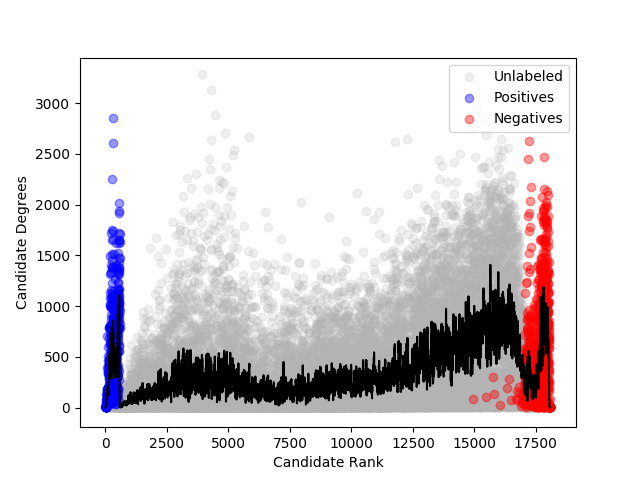 Unlabeled
Positives
Negatives
3000
2500
2000
1500
1000
500
0
Candidate Degrees
0 2500 5000 7500 10000 12500 15000 17500
Candidate Rank